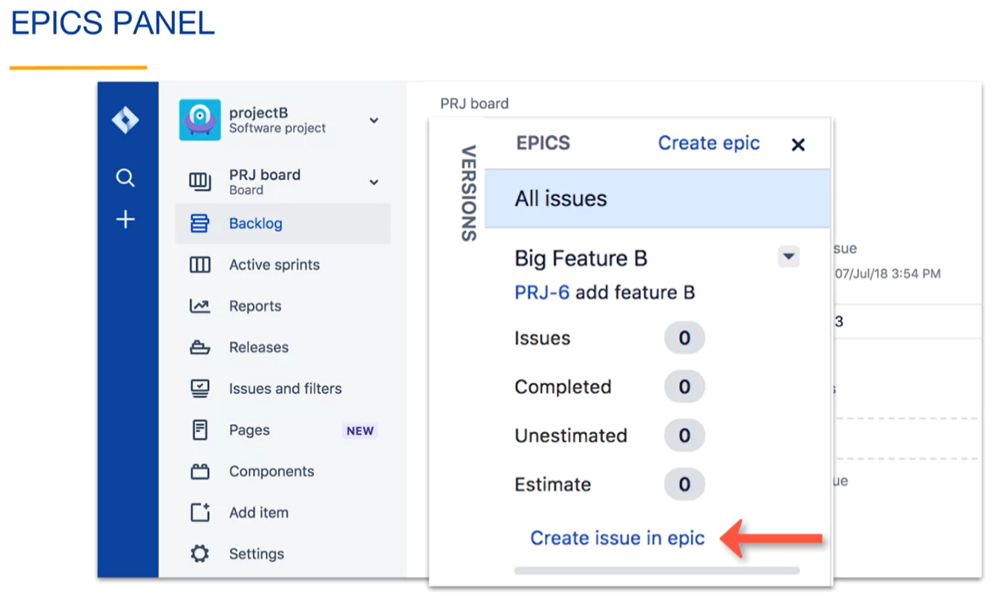 EPICS PANEL
projectB
Software project
PRJ board
Board
Backlog
Active sprints
Reports
Releases
Issues and filters
Pages NEW
Components
Add item
Settings
PRJ board
VERSIONS
EPICS Create epic
All issues
Big Feature B
PRJ-6 add feature B
Issues 0
Completed 0
Unestimated 0
Estimate 0
Create issue in epic
sue
07/Jul/18 3:54 PM
3
ue